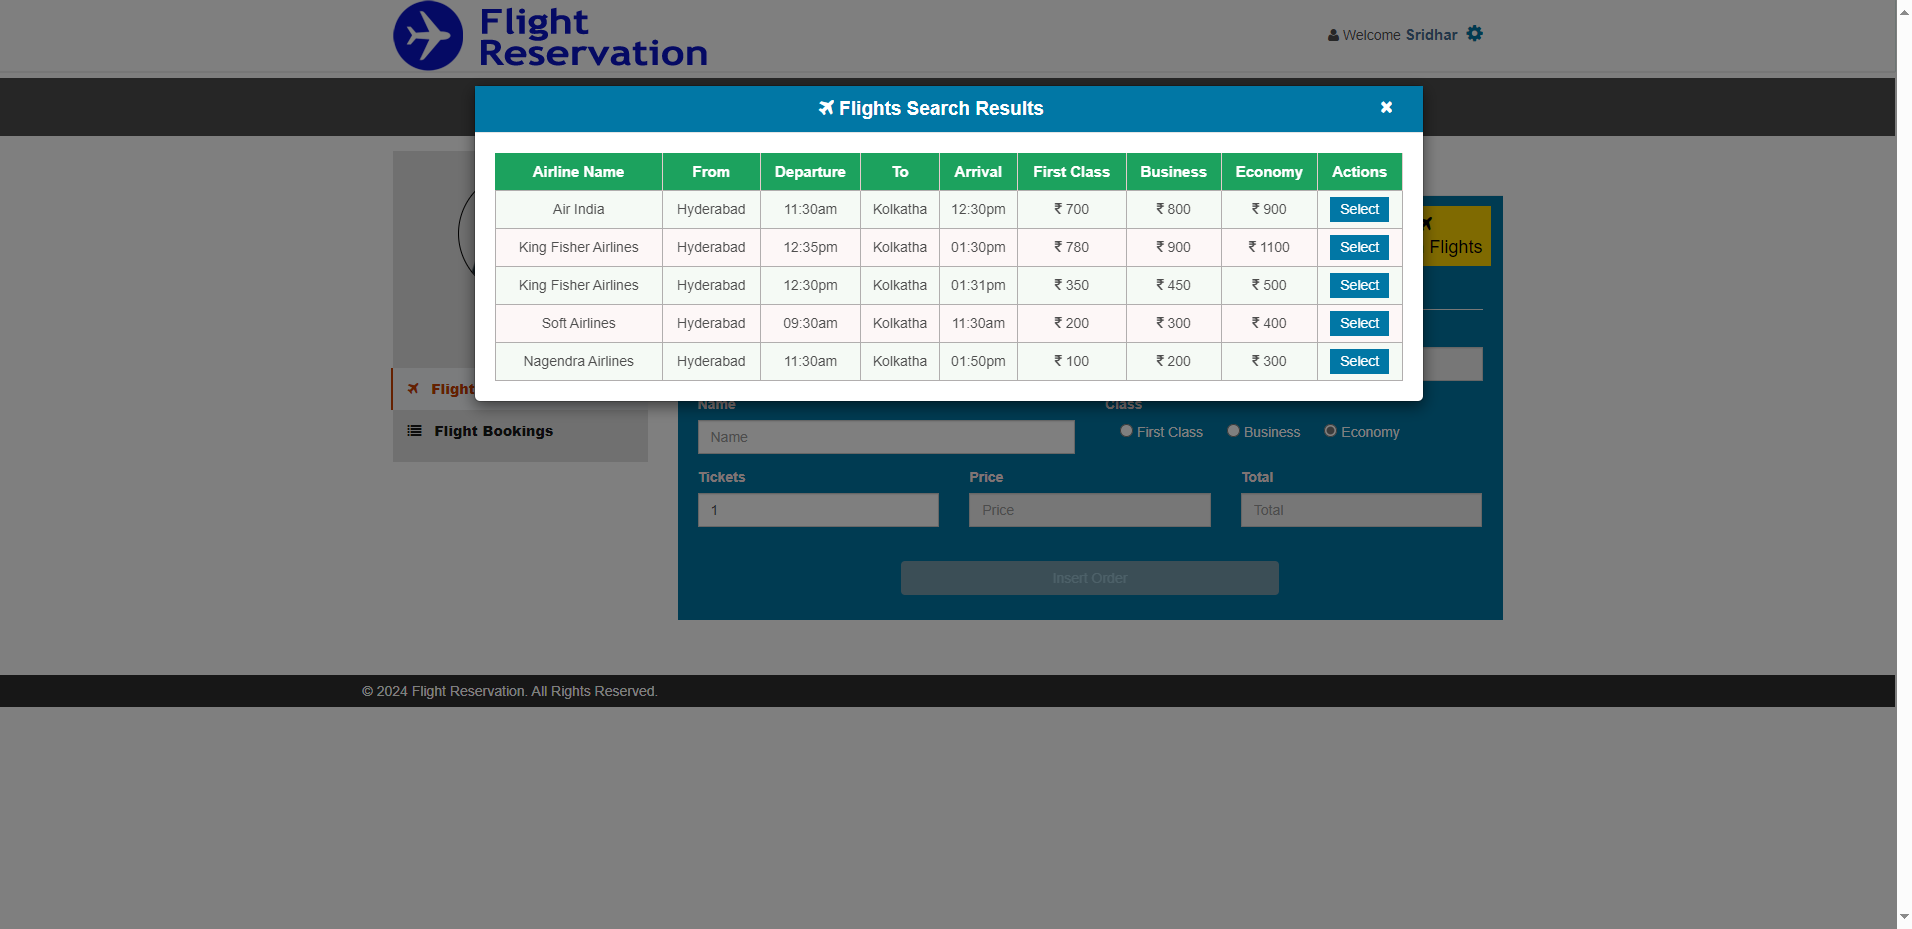 Flight
Reservation
Welcome Sridhar
Flights Search Results
Airline Name From Departure To Arrival First Class Business Economy Actions
Air India Hyderabad 11:30am Kolkatha 12:30pm ₹ 700 ₹ 800 ₹ 900 Select
King Fisher Airlines Hyderabad 12:35pm Kolkatha 01:30pm ₹ 780 ₹ 900 ₹ 1100 Select
King Fisher Airlines Hyderabad 12:30pm Kolkatha 01:31pm ₹ 350 ₹ 450 ₹ 500 Select
Soft Airlines Hyderabad 09:30am Kolkatha 11:30am ₹ 200 ₹ 300 ₹ 400 Select
Nagendra Airlines Hyderabad 11:30am Kolkatha 01:50pm ₹ 100 ₹ 200 ₹ 300 Select
Flights
Flight
Flight Bookings
Name Class
Name First Class Business Economy
Tickets Price Total
1 Price Total
Insert Order
© 2024 Flight Reservation. All Rights Reserved.